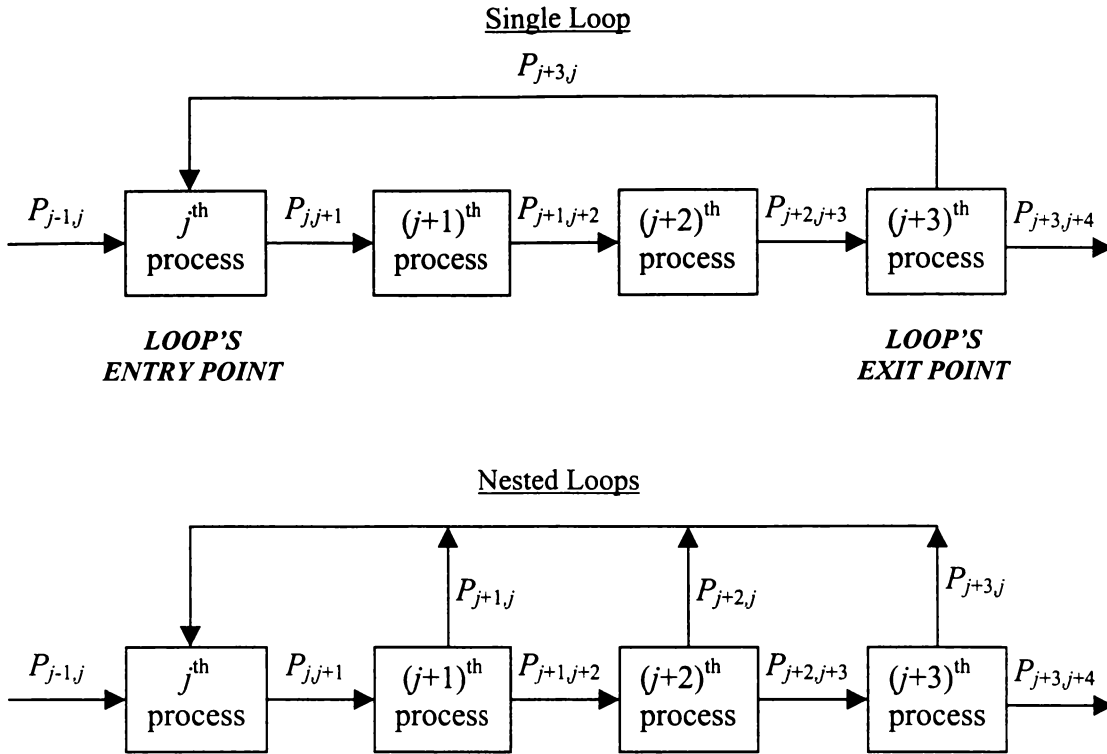 Single Loop
P_{j+3,j}
P_{j-1,j} j^{th} process P_{j,j+1} (j+1)^{th} process P_{j+1,j+2} (j+2)^{th} process P_{j+2,j+3} (j+3)^{th} process P_{j+3,j+4}
LOOP'S ENTRY POINT
LOOP'S EXIT POINT
Nested Loops
P_{j+1,j} P_{j+2,j} P_{j+3,j}
P_{j-1,j} j^{th} process P_{j,j+1} (j+1)^{th} process P_{j+1,j+2} (j+2)^{th} process P_{j+2,j+3} (j+3)^{th} process P_{j+3,j+4}